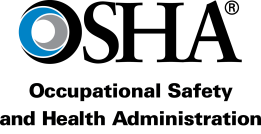 OSHA®
Occupational Safety
and Health Administration